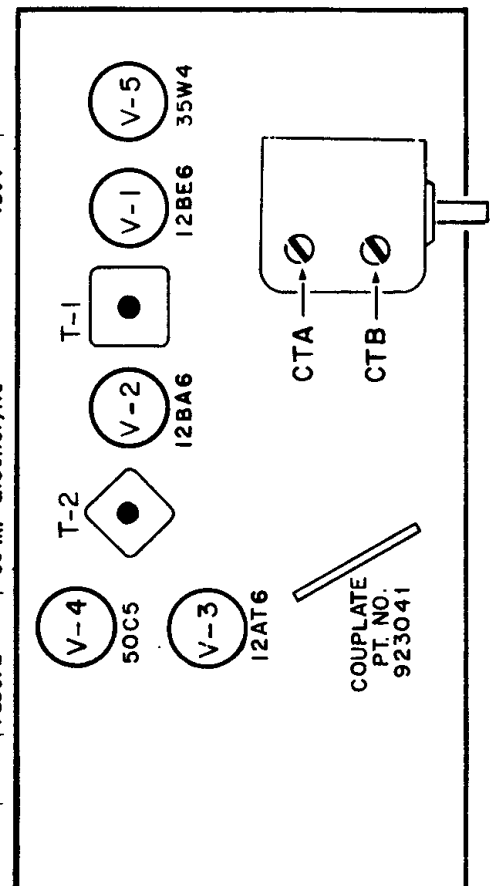 V-4
50C5
V-3
12AT6
T-2
V-2
12BA6
T-1
V-1
12BE6
V-5
35W4
CTA
CTB
COUPLATE
PT. NO.
923041